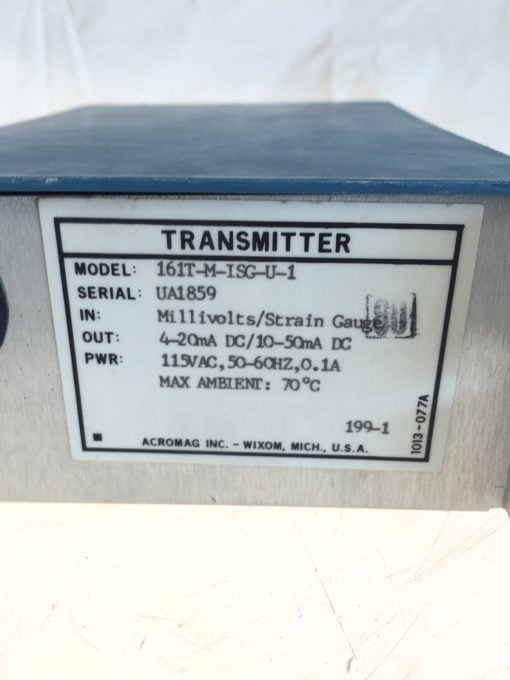 TRANSMITTER
MODEL: 161T-M-ISG-U-1
SERIAL: UA1859
IN: Millivolts/Strain Gauge
OUT: 4-20mA DC/10-50mA DC
PWR: 115VAC, 50-60HZ, 0.1A
MAX AMBIENT: 70°C
199-1
ACROMAG INC. - WIXOM, MICH., U.S.A.
1013-077A